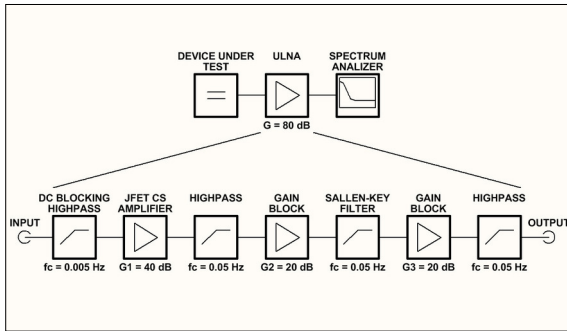 DEVICE UNDER TEST
ULNA
SPECTRUM ANALIZER
G = 80 dB
DC BLOCKING HIGHPASS
JFET CS AMPLIFIER
HIGHPASS
GAIN BLOCK
SALLEN-KEY FILTER
GAIN BLOCK
HIGHPASS
INPUT
OUTPUT
fc = 0.005 Hz
G1 = 40 dB
fc = 0.05 Hz
G2 = 20 dB
fc = 0.05 Hz
G3 = 20 dB
fc = 0.05 Hz